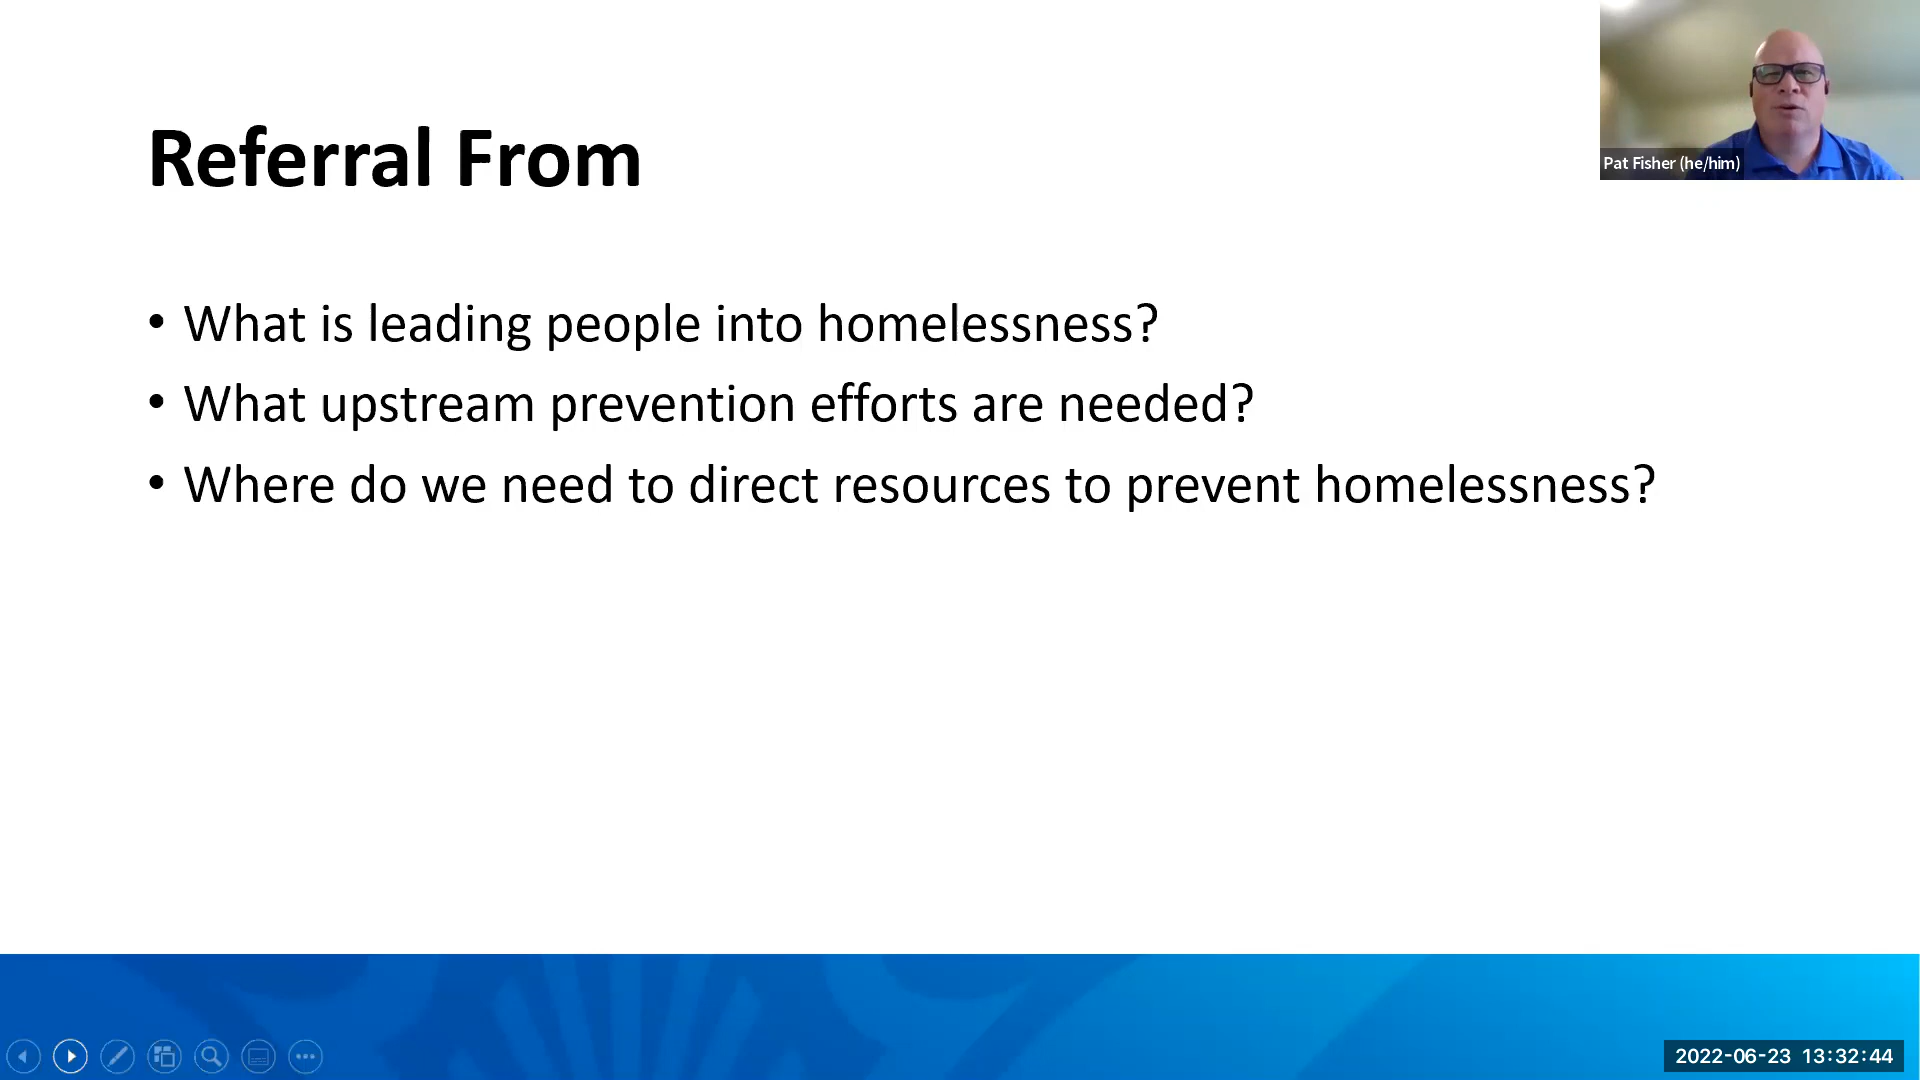 Referral From
Pat Fisher (he/him)
• What is leading people into homelessness?
• What upstream prevention efforts are needed?
• Where do we need to direct resources to prevent homelessness?
2022-06-23 13:32:44